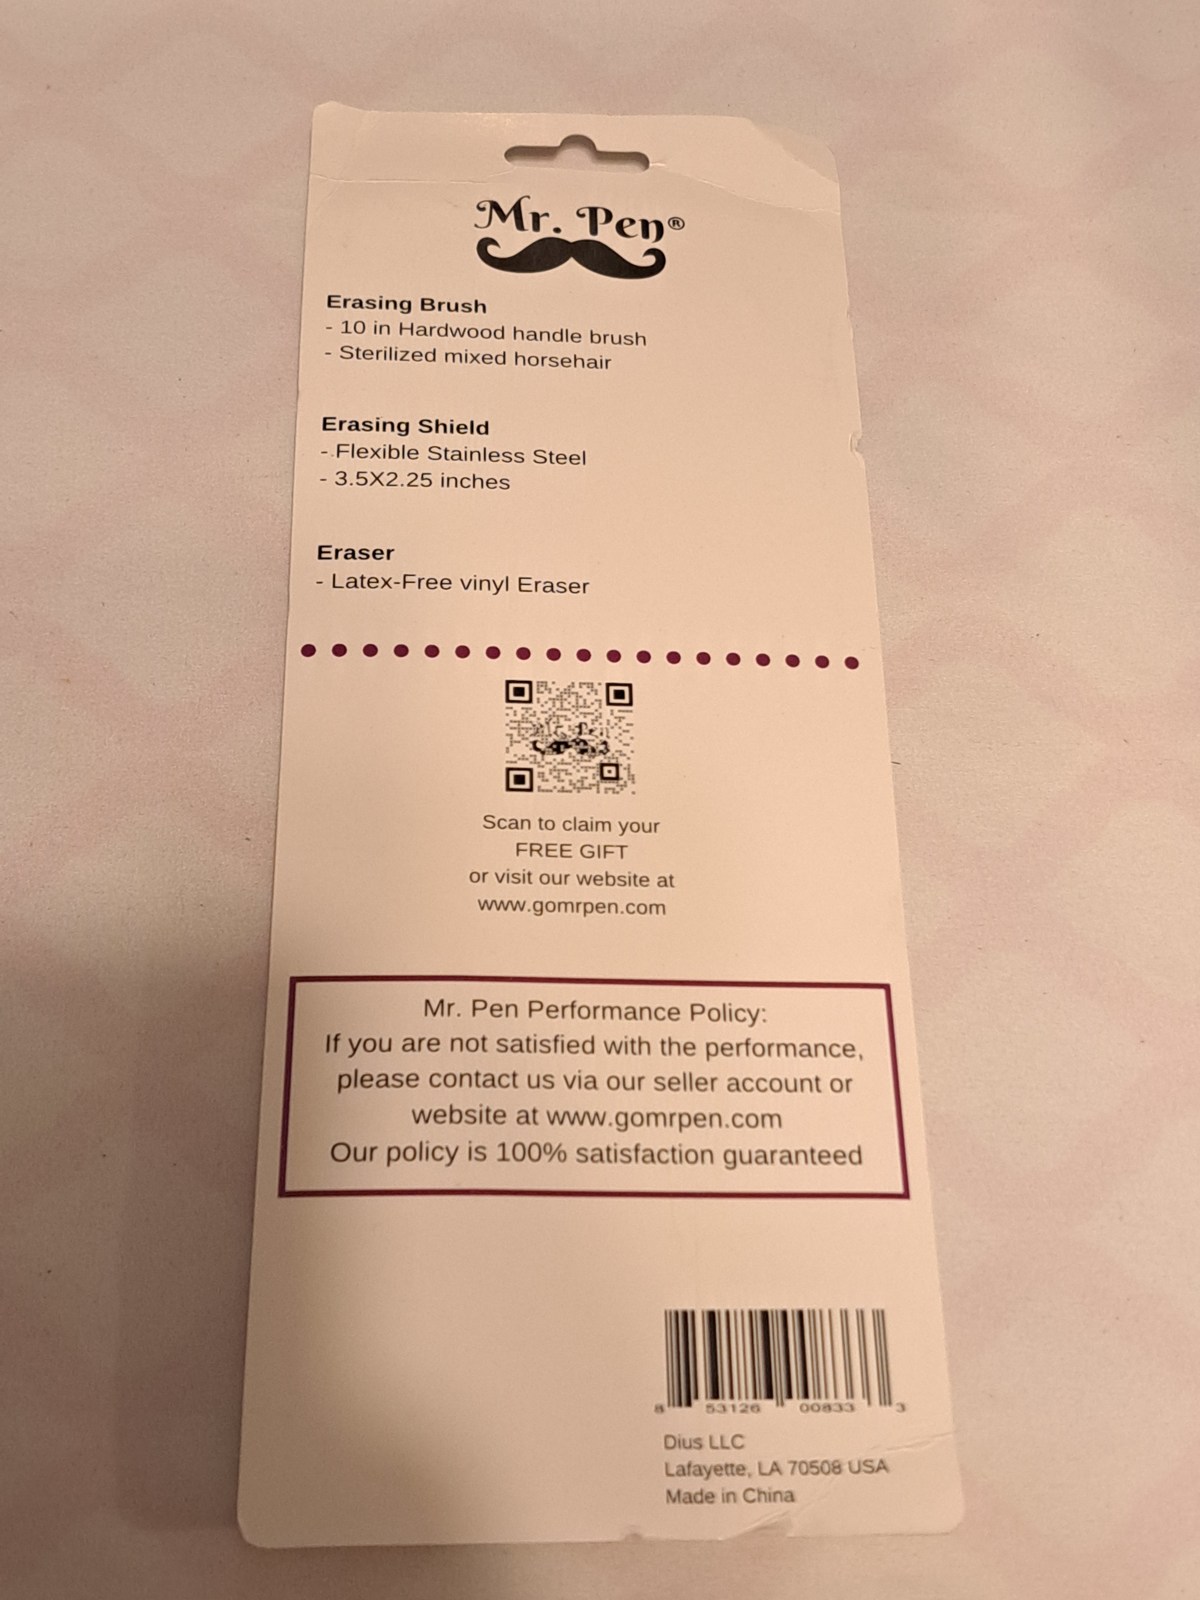 Mr. Pen®
Erasing Brush
- 10 in Hardwood handle brush
- Sterilized mixed horsehair
Erasing Shield
- Flexible Stainless Steel
- 3.5X2.25 inches
Eraser
- Latex-Free vinyl Eraser
Scan to claim your
FREE GIFT
or visit our website at
www.gomrpen.com
Mr. Pen Performance Policy:
If you are not satisfied with the performance,
please contact us via our seller account or
website at www.gomrpen.com
Our policy is 100% satisfaction guaranteed
8 53126 00833 3
Dius LLC
Lafayette, LA 70508 USA
Made in China